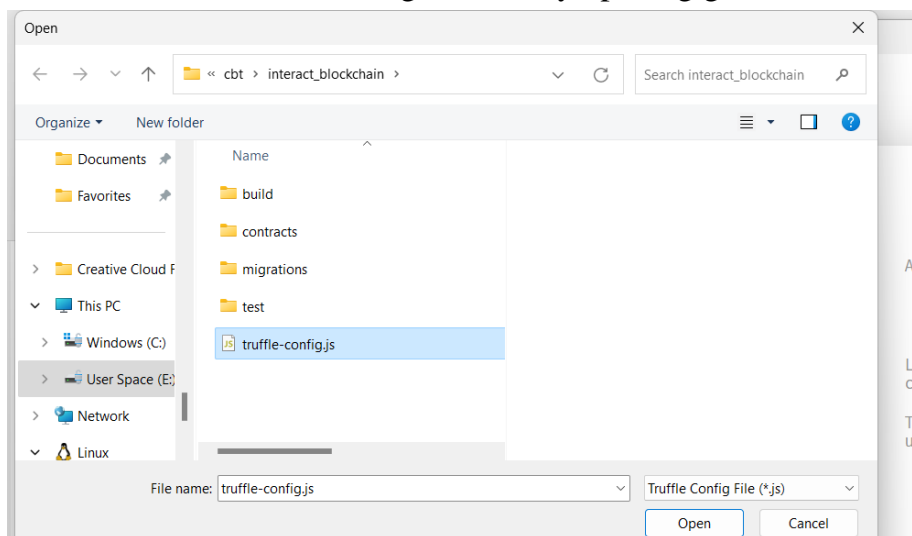 Open
« cbt > interact_blockchain >
Search interact_blockchain
Organize
New folder
Documents
Favorites
Creative Cloud F
This PC
Windows (C:)
User Space (E:)
Network
Linux
Name
build
contracts
migrations
test
JS truffle-config.js
File name: truffle-config.js
Truffle Config File (*.js)
Open
Cancel
A
L
c
T
u